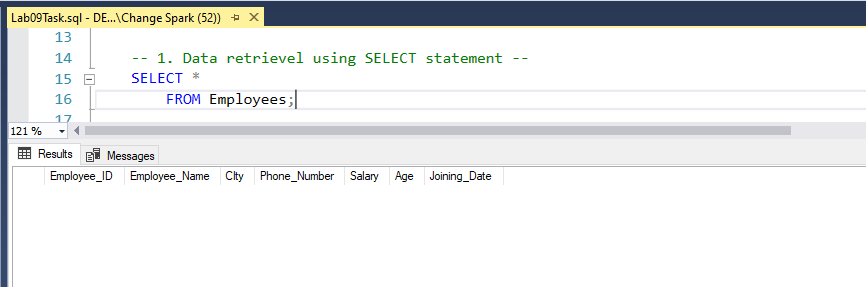 Lab09Task.sql - DE...\Change Spark (52))
13
14 -- 1. Data retrievel using SELECT statement --
15 SELECT *
16 FROM Employees;
17
121 %
Results Messages
Employee_ID Employee_Name CIty Phone_Number Salary Age Joining_Date